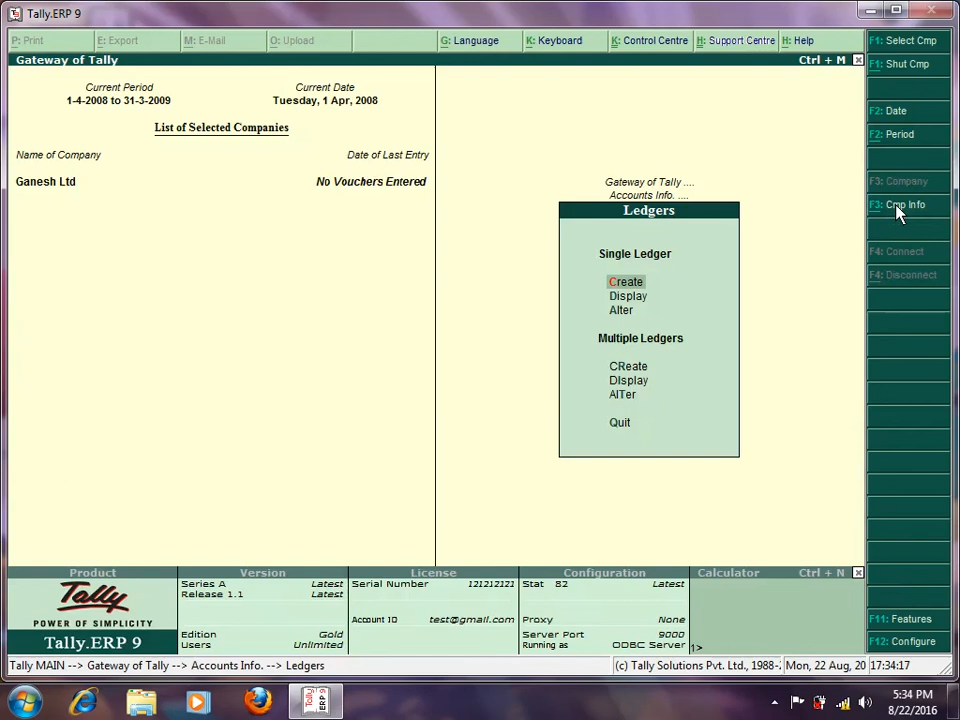 Tally.ERP 9
P: Print
E: Export
M: E-Mail
O: Upload
G: Language
K: Keyboard
K: Control Centre
H: Support Centre
H: Help
Gateway of Tally
Ctrl + M
Current Period
1-4-2008 to 31-3-2009
Current Date
Tuesday, 1 Apr, 2008
List of Selected Companies
Name of Company
Date of Last Entry
Ganesh Ltd
No Vouchers Entered
Gateway of Tally ....
Accounts Info. ....
Ledgers
Single Ledger
Create
Display
Alter
Multiple Ledgers
CReate
DIsplay
AlTer
Quit
F1: Select Cmp
F1: Shut Cmp
F2: Date
F2: Period
F3: Company
F3: Cmp Info
F4: Connect
F4: Disconnect
F11: Features
F12: Configure
Product
Tally
POWER OF SIMPLICITY
Tally.ERP 9
Version
Series A Latest
Release 1.1 Latest
Edition Gold
Users Unlimited
License
Serial Number 121212121
Account ID test@gmail.com
Configuration
Stat 82 Latest
Proxy None
Server Port 9000
Running as ODBC Server
Calculator Ctrl + N
1>
Tally MAIN --> Gateway of Tally --> Accounts Info. --> Ledgers
(c) Tally Solutions Pvt. Ltd., 1988-
Mon, 22 Aug, 20
17:34:17
Tally
ERP 9
5:34 PM
8/22/2016